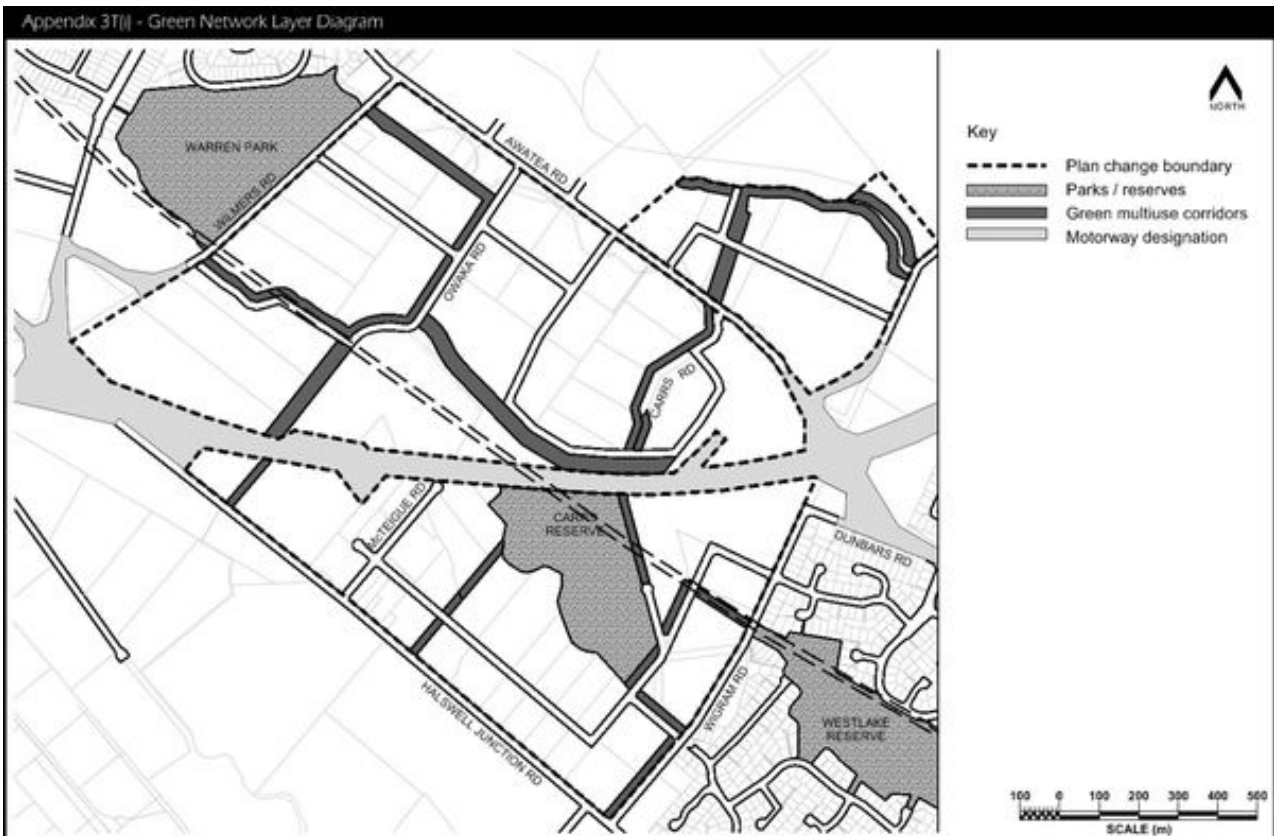 Appendix 3T(i) - Green Network Layer Diagram
NORTH
Key
Plan change boundary
Parks / reserves
Green multiuse corridors
Motorway designation
WARREN PARK
AWATEA RD
WILMERS RD
OWAKA RD
CARRS RD
McTEIGUE RD
CARRS
RESERVE
DUNBARS RD
HALSWELL JUNCTION RD
WIGRAM RD
WESTLAKE
RESERVE
100 0 100 200 300 400 500
SCALE (m)